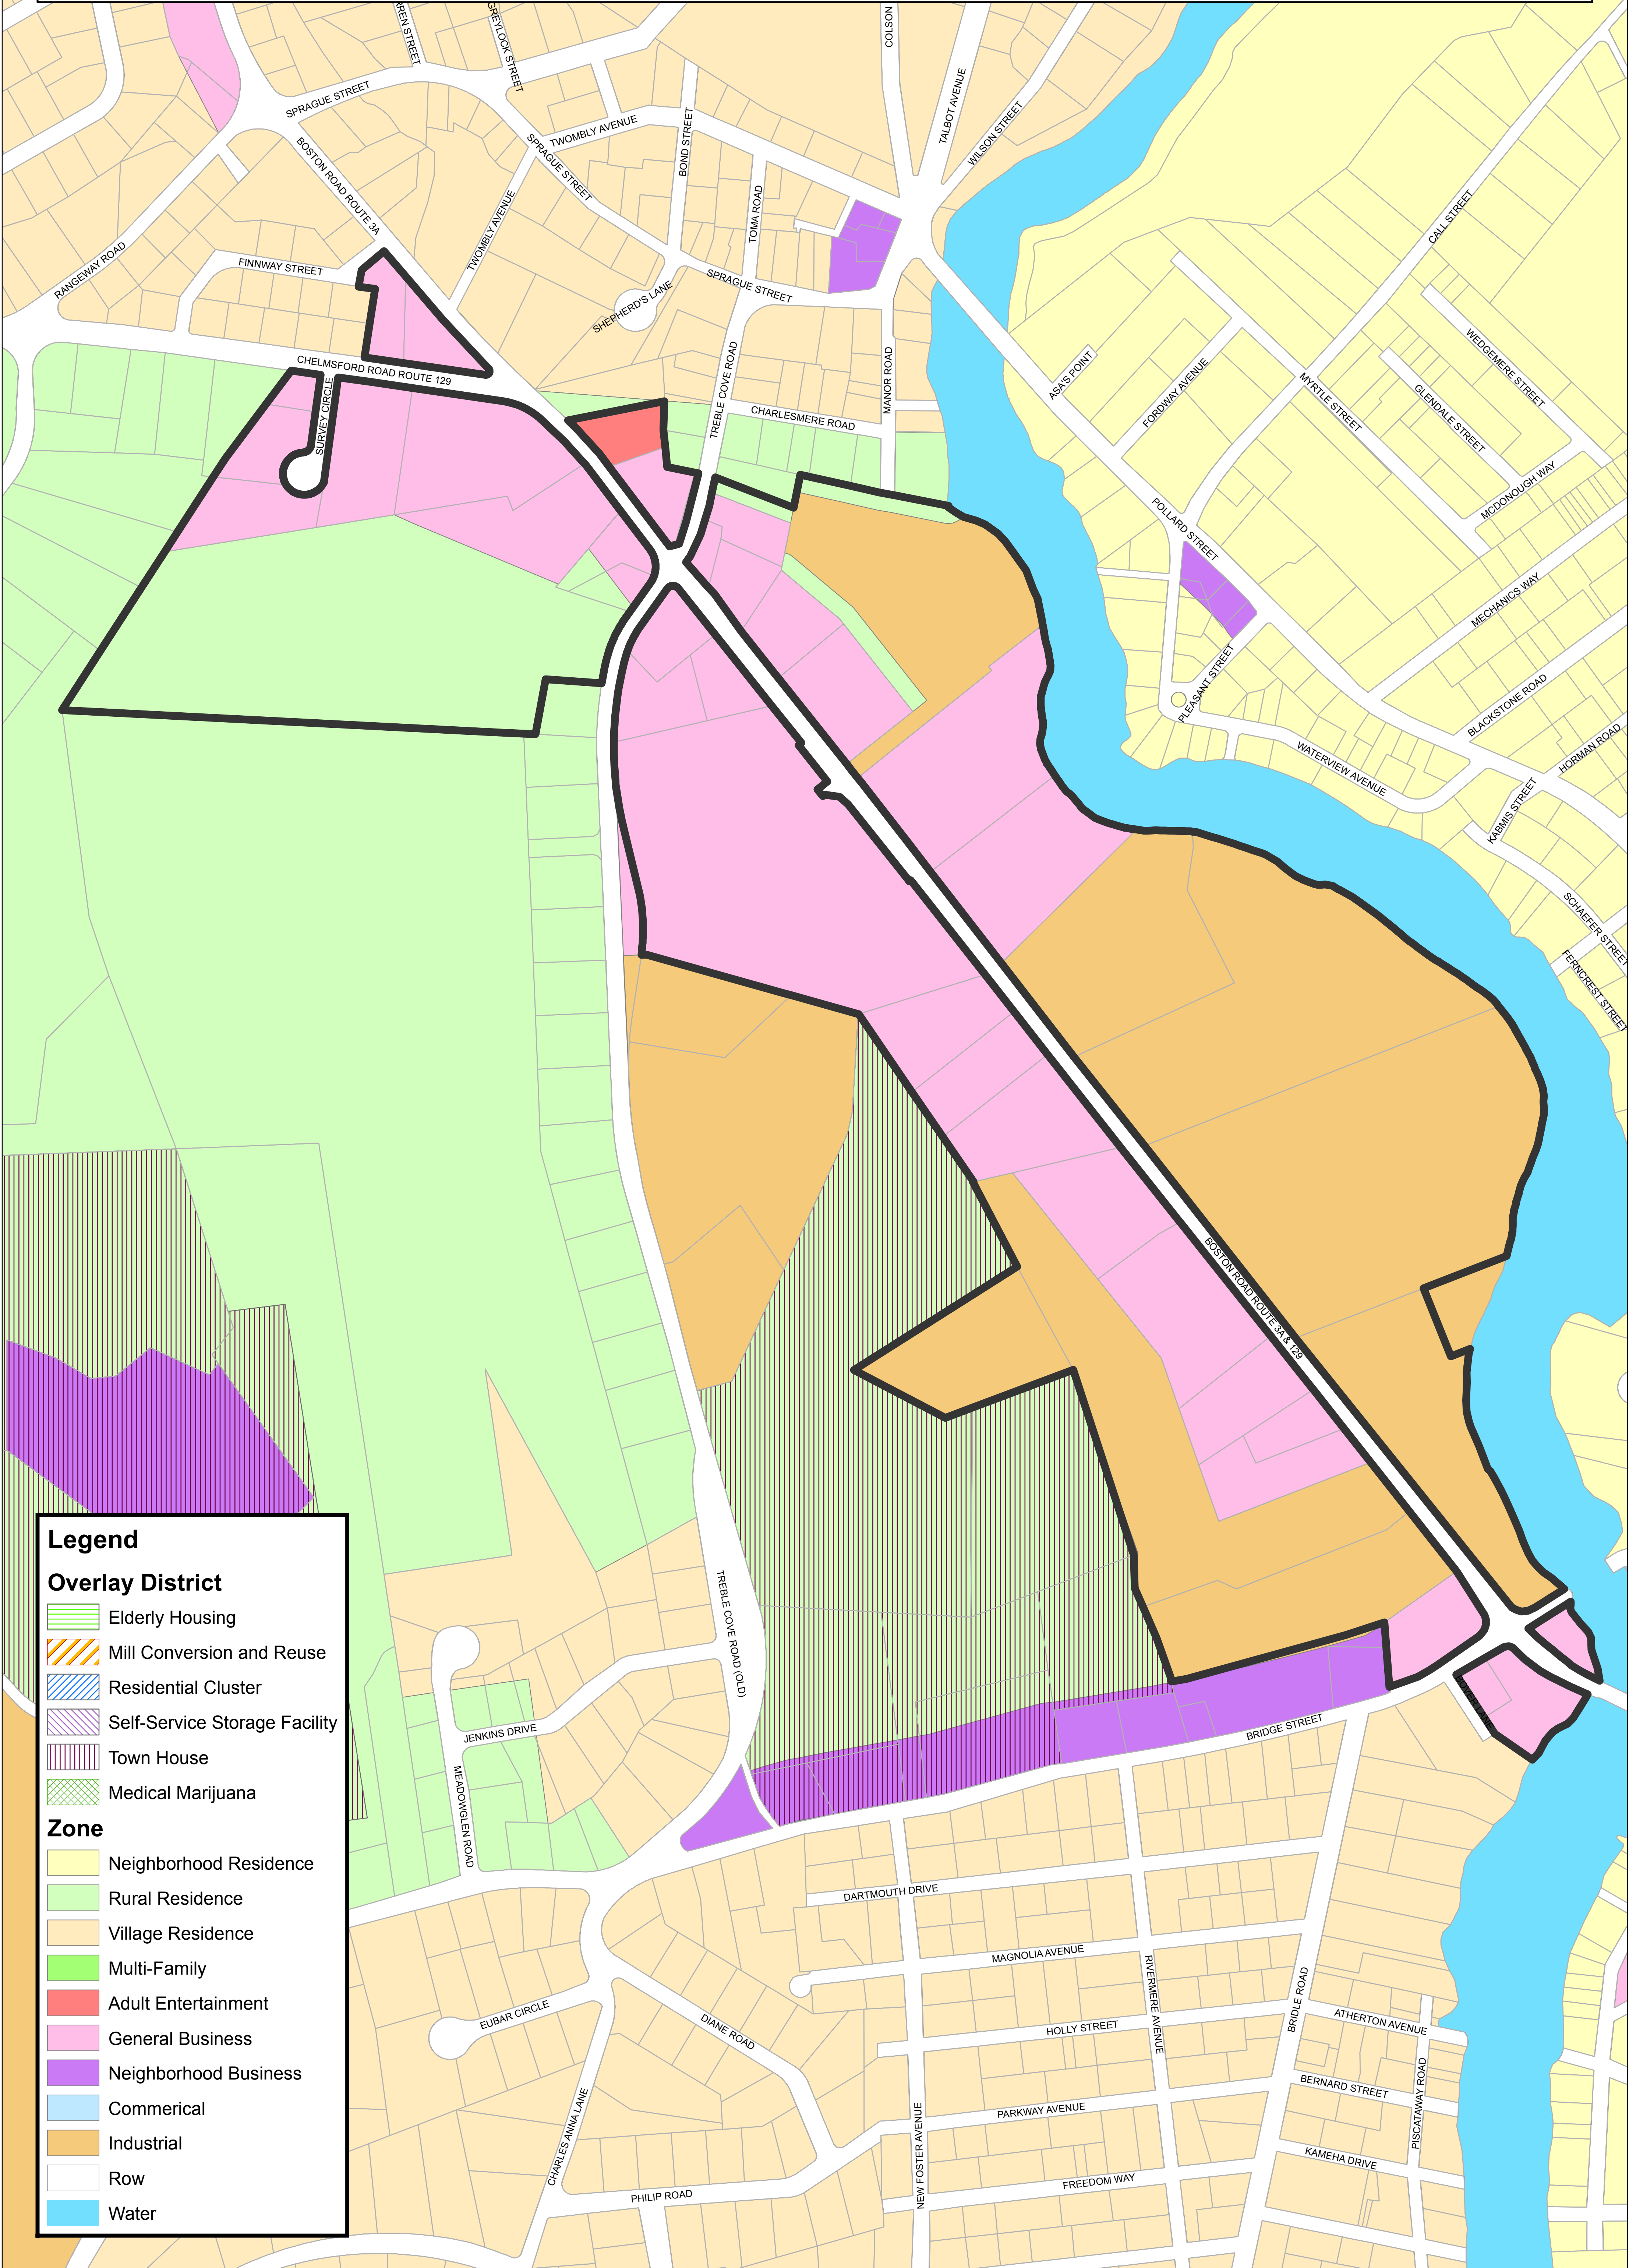 RREN STREET
GREYLOCK STREET
COLSON
TALBOT AVENUE
WILSON STREET
SPRAGUE STREET
TWOMBLY AVENUE
BOND STREET
SPRAGUE STREET
BOSTON ROAD ROUTE 3A
TOMA ROAD
TWOMBLY AVENUE
CALL STREET
RANGEWAY ROAD
FINNWAY STREET
SPRAGUE STREET
SHEPHERD'S LANE
CHELMSFORD ROAD ROUTE 129
SURVEY CIRCLE
TREBLE COVE ROAD
MANOR ROAD
CHARLESMERE ROAD
ASA'S POINT
FORDWAY AVENUE
MYRTLE STREET
WEDGEMERE STREET
GLENDALE STREET
MCDONOUGH WAY
POLLARD STREET
MECHANICS WAY
PLEASANT STREET
BLACKSTONE ROAD
HORMAN ROAD
WATERVIEW AVENUE
KABMIS STREET
SCHAEFER STREET
FERNCREST STREET
BOSTON ROAD ROUTE 3A & 129
TREBLE COVE ROAD (OLD)
BRIDGE STREET
JENKINS DRIVE
MEADOWGLEN ROAD
DARTMOUTH DRIVE
MAGNOLIA AVENUE
RIVERMERE AVENUE
BRIDLE ROAD
EUBAR CIRCLE
DIANE ROAD
HOLLY STREET
ATHERTON AVENUE
BERNARD STREET
PISCATAWAY ROAD
CHARLES ANNA LANE
NEW FOSTER AVENUE
PARKWAY AVENUE
KAMEHA DRIVE
FREEDOM WAY
PHILIP ROAD
Legend
Overlay District
Elderly Housing
Mill Conversion and Reuse
Residential Cluster
Self-Service Storage Facility
Town House
Medical Marijuana
Zone
Neighborhood Residence
Rural Residence
Village Residence
Multi-Family
Adult Entertainment
General Business
Neighborhood Business
Commerical
Industrial
Row
Water